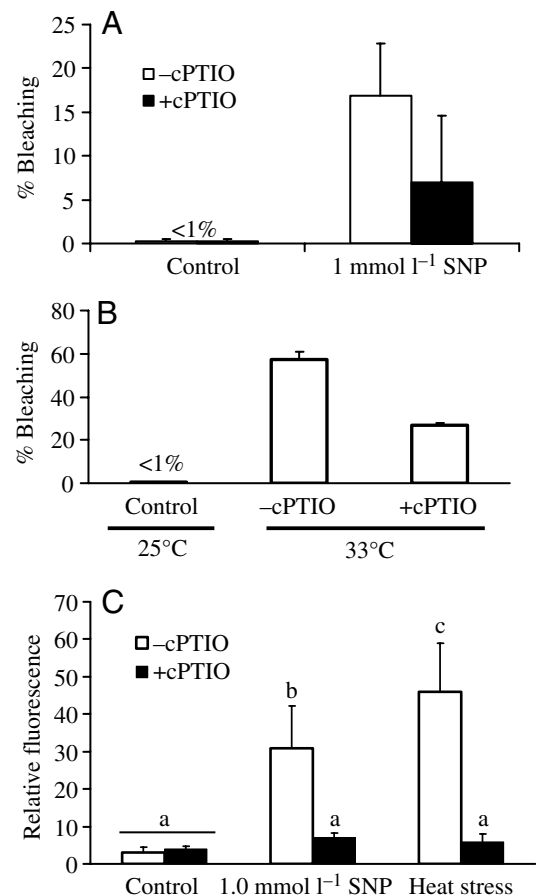 A
25
20
15
10
5
0
% Bleaching
–cPTIO
+cPTIO
<1%
Control
1 mmol l⁻¹ SNP
B
80
60
40
20
0
% Bleaching
<1%
Control
–cPTIO
+cPTIO
25°C
33°C
C
70
60
50
40
30
20
10
0
Relative fluorescence
–cPTIO
+cPTIO
a
b
a
c
a
Control
1.0 mmol l⁻¹ SNP
Heat stress